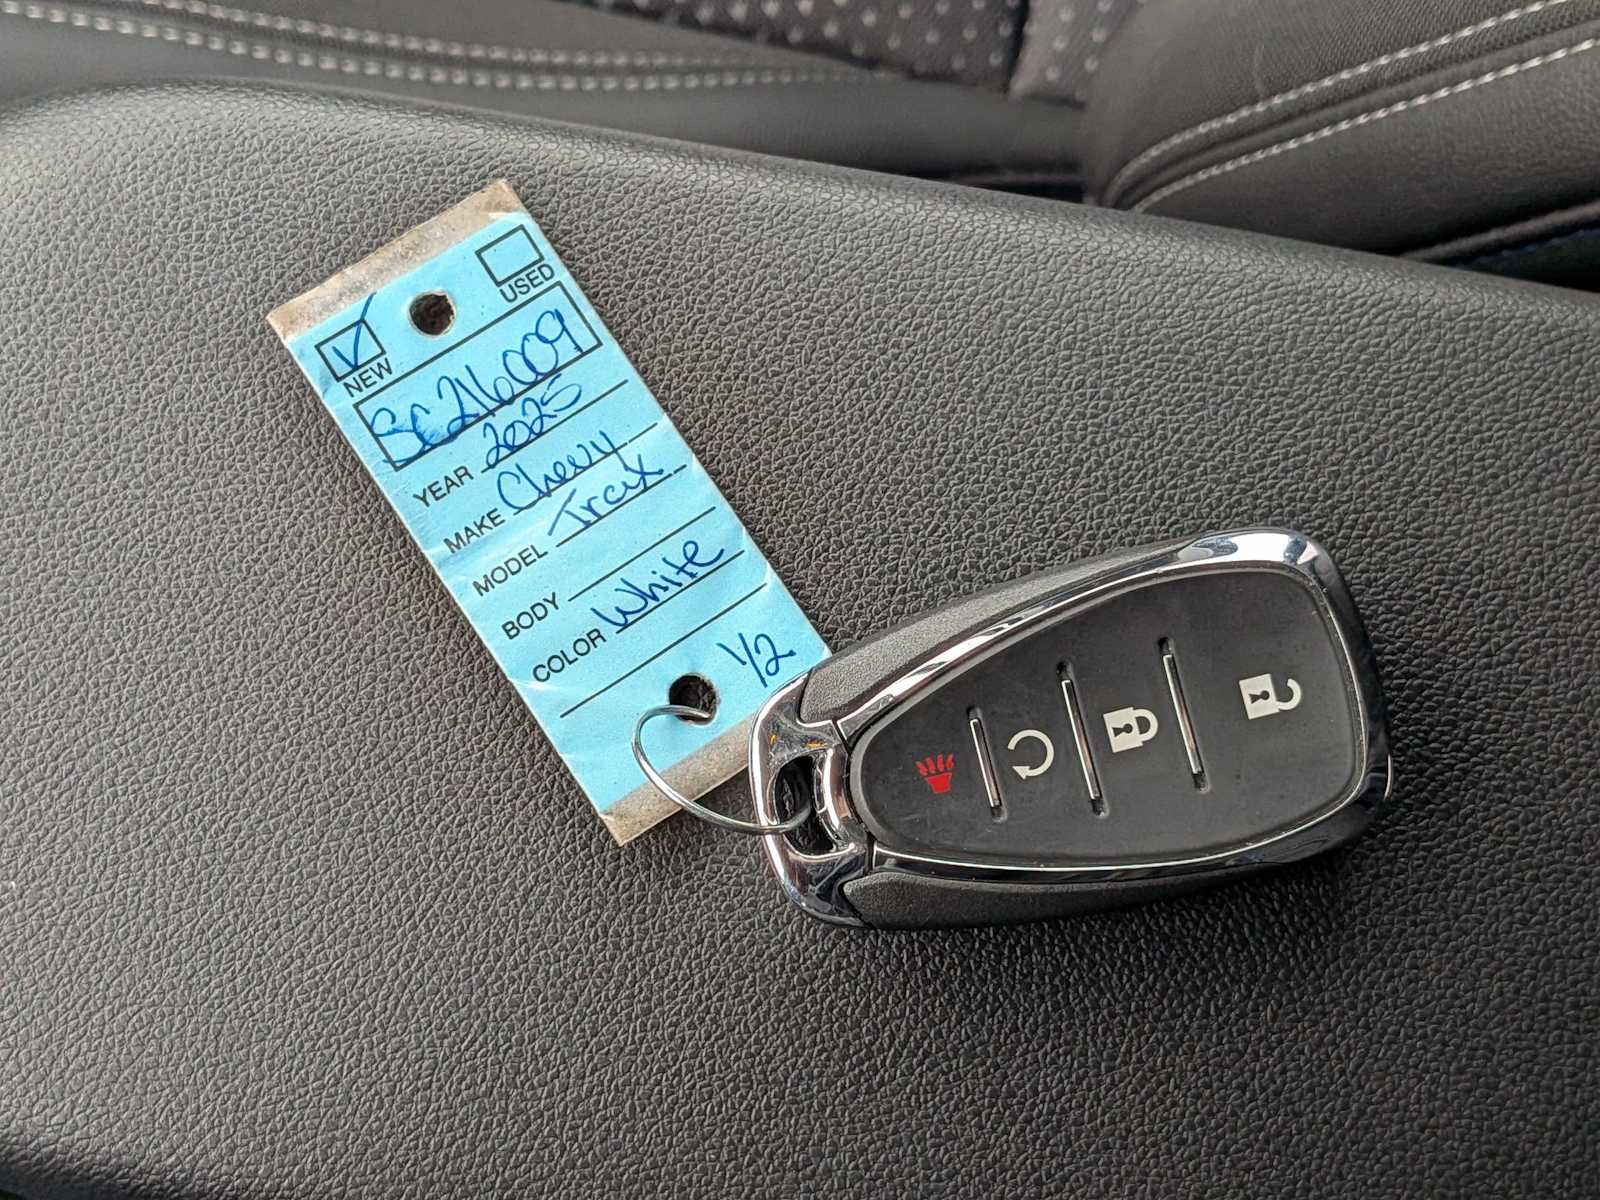 NEW USED
SC216009
YEAR 2025
MAKE Chevy
MODEL Trax
BODY
COLOR White
1/2